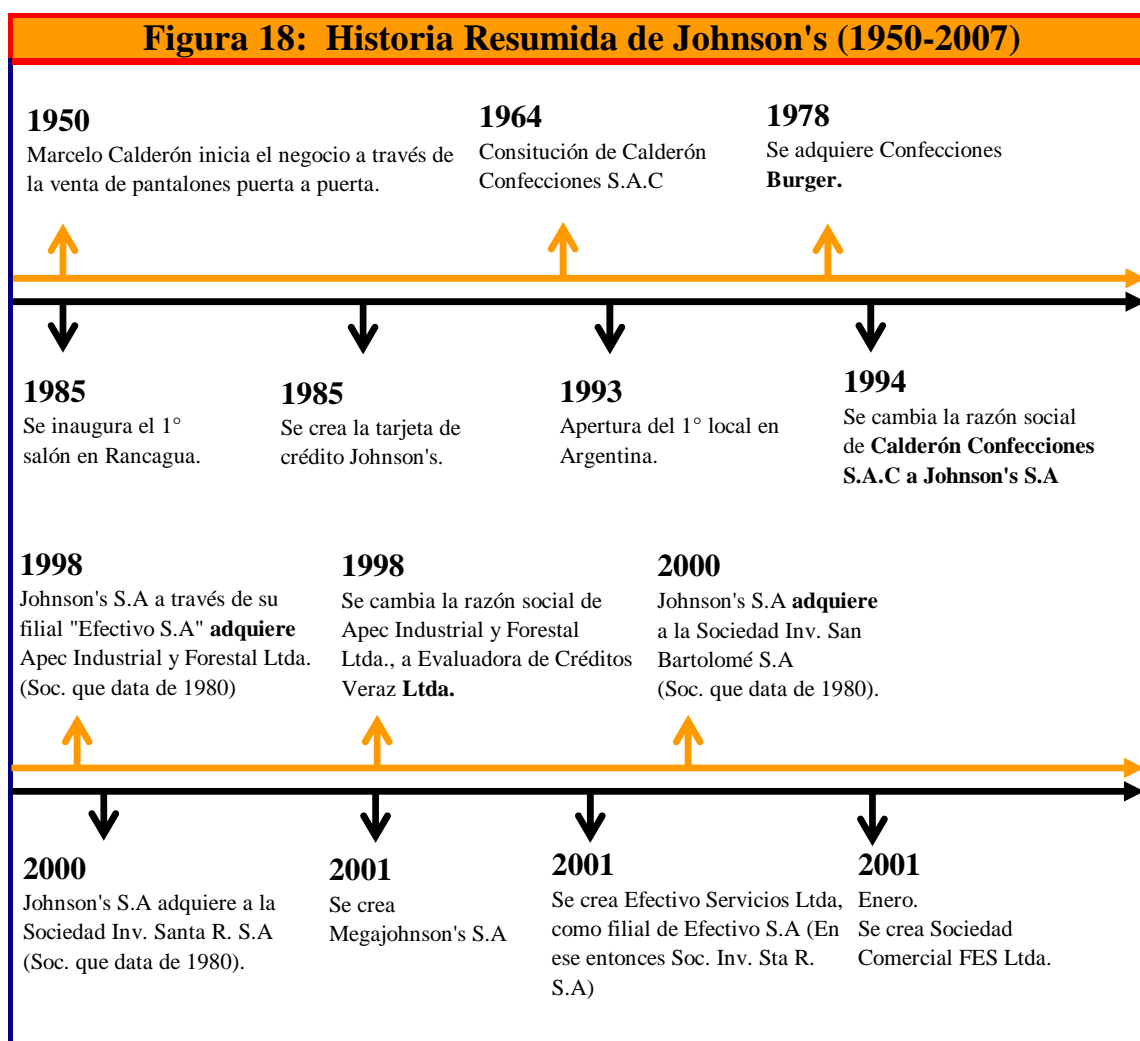 Figura 18:  Historia Resumida de Johnson's (1950-2007)
1950
Marcelo Calderón inicia el negocio a través de
la venta de pantalones puerta a puerta.
1964
Consitución de Calderón
Confecciones S.A.C
1978
Se adquiere Confecciones
Burger.
1985
Se inaugura el 1°
salón en Rancagua.
1985
Se crea la tarjeta de
crédito Johnson's.
1993
Apertura del 1° local en
Argentina.
1994
Se cambia la razón social
de Calderón Confecciones
S.A.C a Johnson's S.A
1998
Johnson's S.A a través de su
filial "Efectivo S.A" adquiere
Apec Industrial y Forestal Ltda.
(Soc. que data de 1980)
1998
Se cambia la razón social de
Apec Industrial y Forestal
Ltda., a Evaluadora de Créditos
Veraz Ltda.
2000
Johnson's S.A adquiere
a la Sociedad Inv. San
Bartolomé S.A
(Soc. que data de 1980).
2000
Johnson's S.A adquiere a la
Sociedad Inv. Santa R. S.A
(Soc. que data de 1980).
2001
Se crea
Megajohnson's S.A
2001
Se crea Efectivo Servicios Ltda,
como filial de Efectivo S.A (En
ese entonces Soc. Inv. Sta R.
S.A)
2001
Enero.
Se crea Sociedad
Comercial FES Ltda.